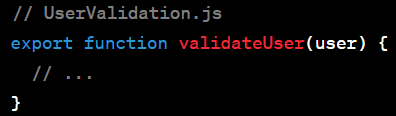 // UserValidation.js
export function validateUser(user) {
  // ...
}